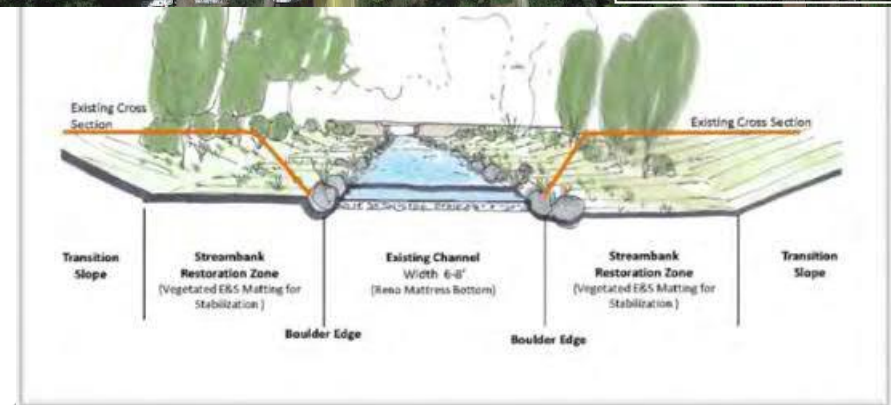 Existing Cross
Section
Existing Cross Section
Transition
Slope
Streambank
Restoration Zone
(Vegetated E&S Matting for
Stabilization )
Existing Channel
Width 6-8'
(Reno Mattress Bottom)
Streambank
Restoration Zone
(Vegetated E&S Matting for
Stabilization )
Transition
Slope
Boulder Edge
Boulder Edge